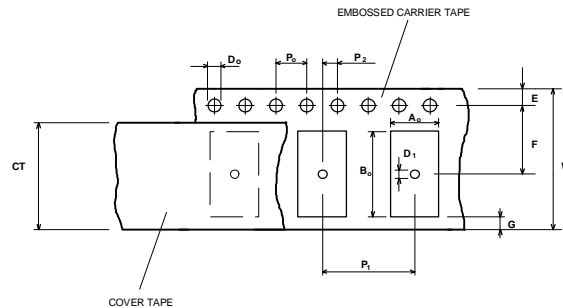 EMBOSSED CARRIER TAPE
Do
Po
P2
E
Ao
F
D1
CT
Bo
G
P1
COVER TAPE